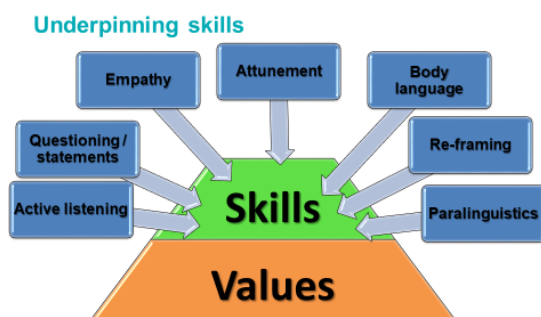 Underpinning skills
Empathy
Attunement
Body
language
Questioning /
statements
Re-framing
Active listening
Paralinguistics
Skills
Values